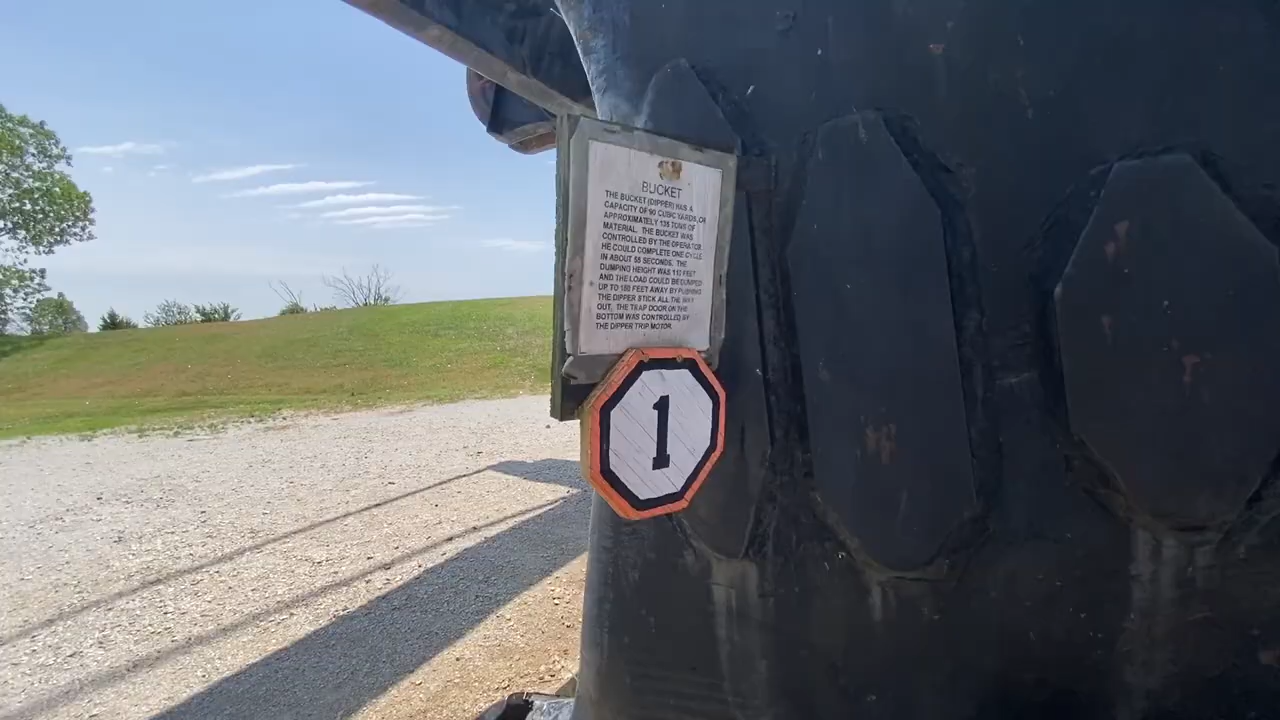 BUCKET
THE BUCKET (DIPPER) HAS A
CAPACITY OF 90 CUBIC YARDS, OR
APPROXIMATELY 135 TONS OF
MATERIAL. THE BUCKET WAS
CONTROLLED BY THE OPERATOR.
HE COULD COMPLETE ONE CYCLE
IN ABOUT 55 SECONDS. THE
DUMPING HEIGHT WAS 110 FEET
AND THE LOAD COULD BE DUMPED
UP TO 150 FEET AWAY BY PUSHING
THE DIPPER STICK ALL THE WAY
OUT. THE TRAP DOOR ON THE
BOTTOM WAS CONTROLLED BY
THE DIPPER TRIP MOTOR.
1